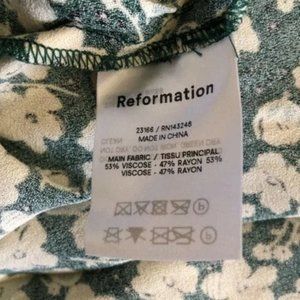 Reformation
23166 / RN143246
MADE IN CHINA
MAIN FABRIC / TISSU PRINCIPAL
53% VISCOSE - 47% RAYON 53%
VISCOSE - 47% RAYON